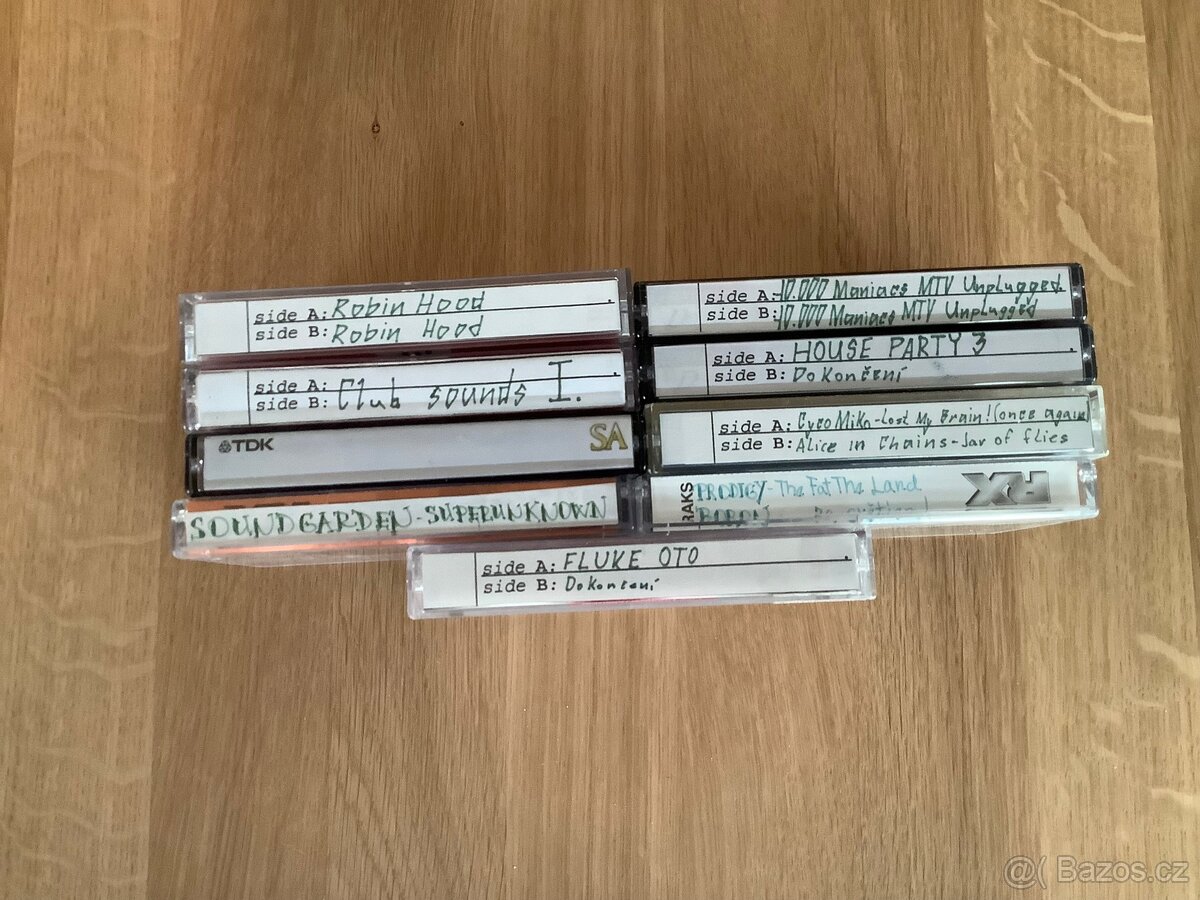 side A: Robin Hood
side B: Robin Hood
side A:
side B: Club sounds I.
TDK SA
SOUNDGARDEN-SUPERUNKNOWN
side A: 10.000 Maniacs MTV Unplugged
side B: 10.000 Maniacs MTV Unplugged
side A: HOUSE PARTY 3
side B: Dokončení
side A: Cyco Miko-Lost My Brain! (once again
side B: Alice in Chains-Jar of flies
RAKS PRODIGY-The Fat The Land RX
side A: FLUKE OTO
side B: Dokončení
@( Bazos.cz